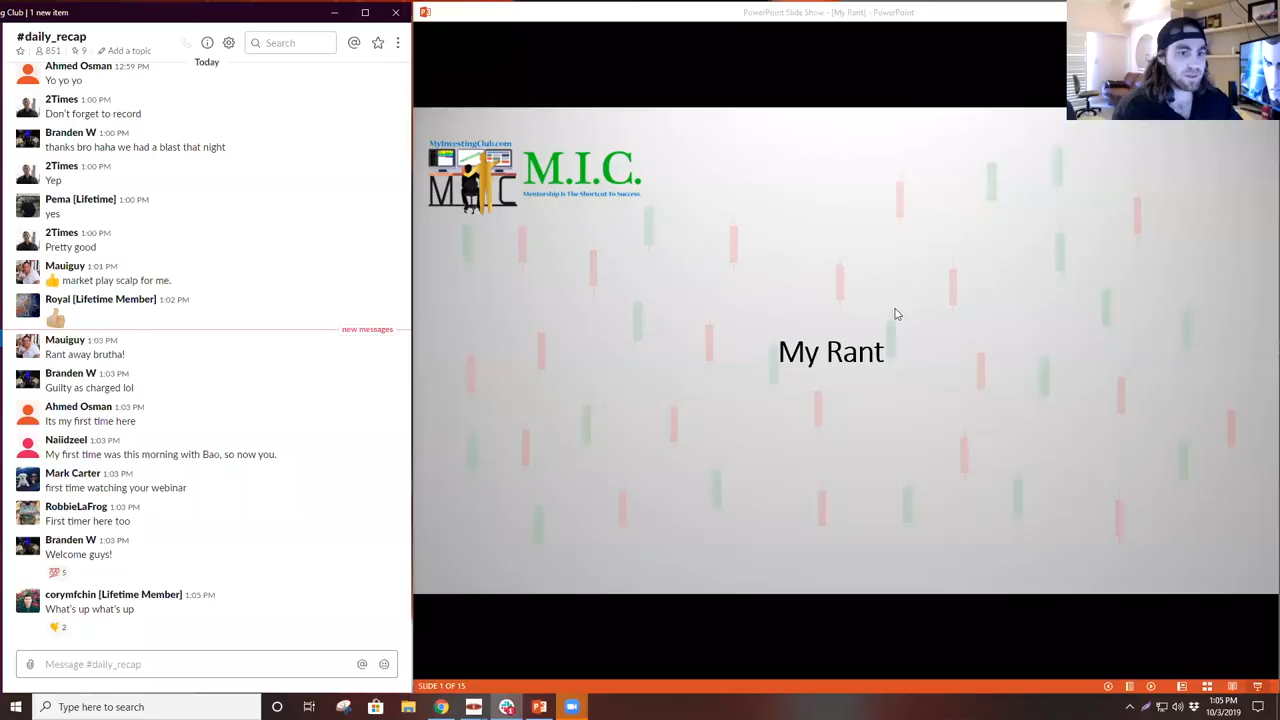 ng Club | 1 new item
#daily_recap
851
9
Add a topic
Search
Today
Ahmed Osman 12:59 PM
Yo yo yo
2Times 1:00 PM
Don't forget to record
Branden W 1:00 PM
thanks bro haha we had a blast that night
2Times 1:00 PM
Yep
Pema [Lifetime] 1:00 PM
yes
2Times 1:00 PM
Pretty good
Mauiguy 1:01 PM
👍 market play scalp for me.
Royal [Lifetime Member] 1:02 PM
new messages
Mauiguy 1:03 PM
Rant away brutha!
Branden W 1:03 PM
Guilty as charged lol
Ahmed Osman 1:03 PM
Its my first time here
Naiidzeel 1:03 PM
My first time was this morning with Bao, so now you.
Mark Carter 1:03 PM
first time watching your webinar
RobbieLaFrog 1:03 PM
First timer here too
Branden W 1:03 PM
Welcome guys!
💯 5
corymfchin [Lifetime Member] 1:05 PM
What's up what's up
2
Message #daily_recap
PowerPoint Slide Show - [My Rant] - PowerPoint
MyInvestingClub.com
MIC
M.I.C.
Mentorship Is The Shortcut To Success
My Rant
SLIDE 1 OF 15
Type here to search
1:05 PM
10/3/2019